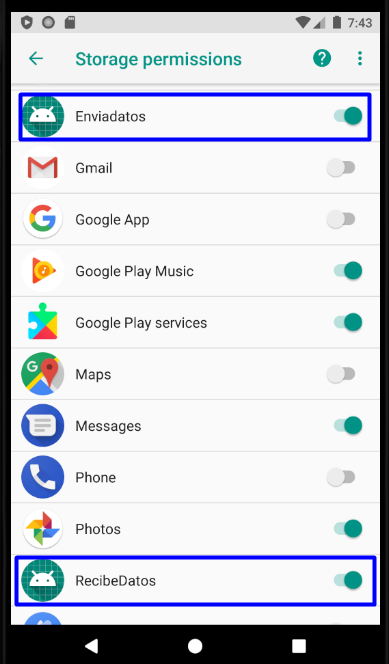 7:43
Storage permissions
Enviadatos
Gmail
Google App
Google Play Music
Google Play services
Maps
Messages
Phone
Photos
RecibeDatos